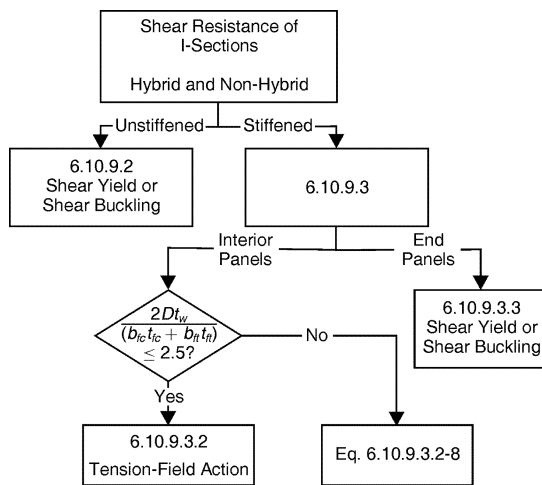 Shear Resistance of
I-Sections
Hybrid and Non-Hybrid
Unstiffened
Stiffened
6.10.9.2
Shear Yield or
Shear Buckling
6.10.9.3
Interior
Panels
End
Panels
2Dt_w
(b_fc t_fc + b_ft t_ft)
≤ 2.5?
No
6.10.9.3.3
Shear Yield or
Shear Buckling
Yes
6.10.9.3.2
Tension-Field Action
Eq. 6.10.9.3.2-8